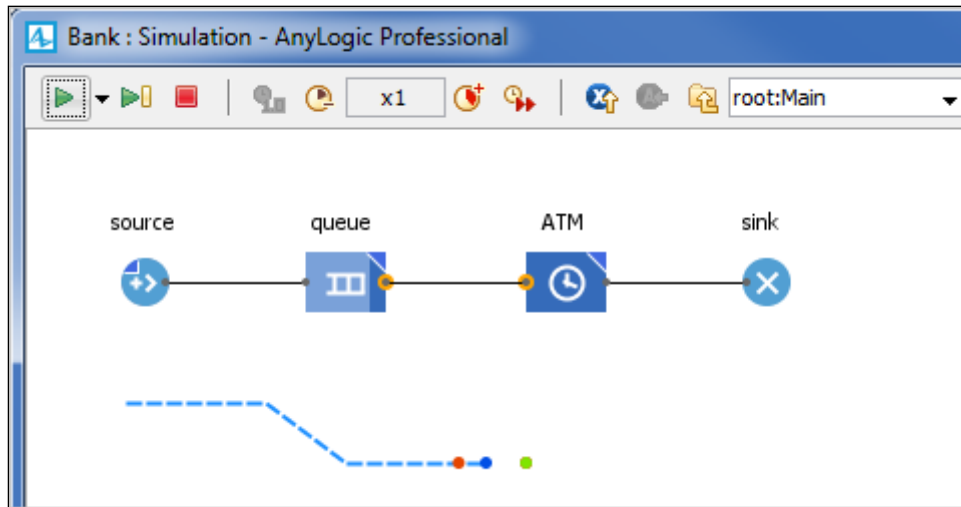 Bank : Simulation - AnyLogic Professional
x1 root:Main
source queue ATM sink